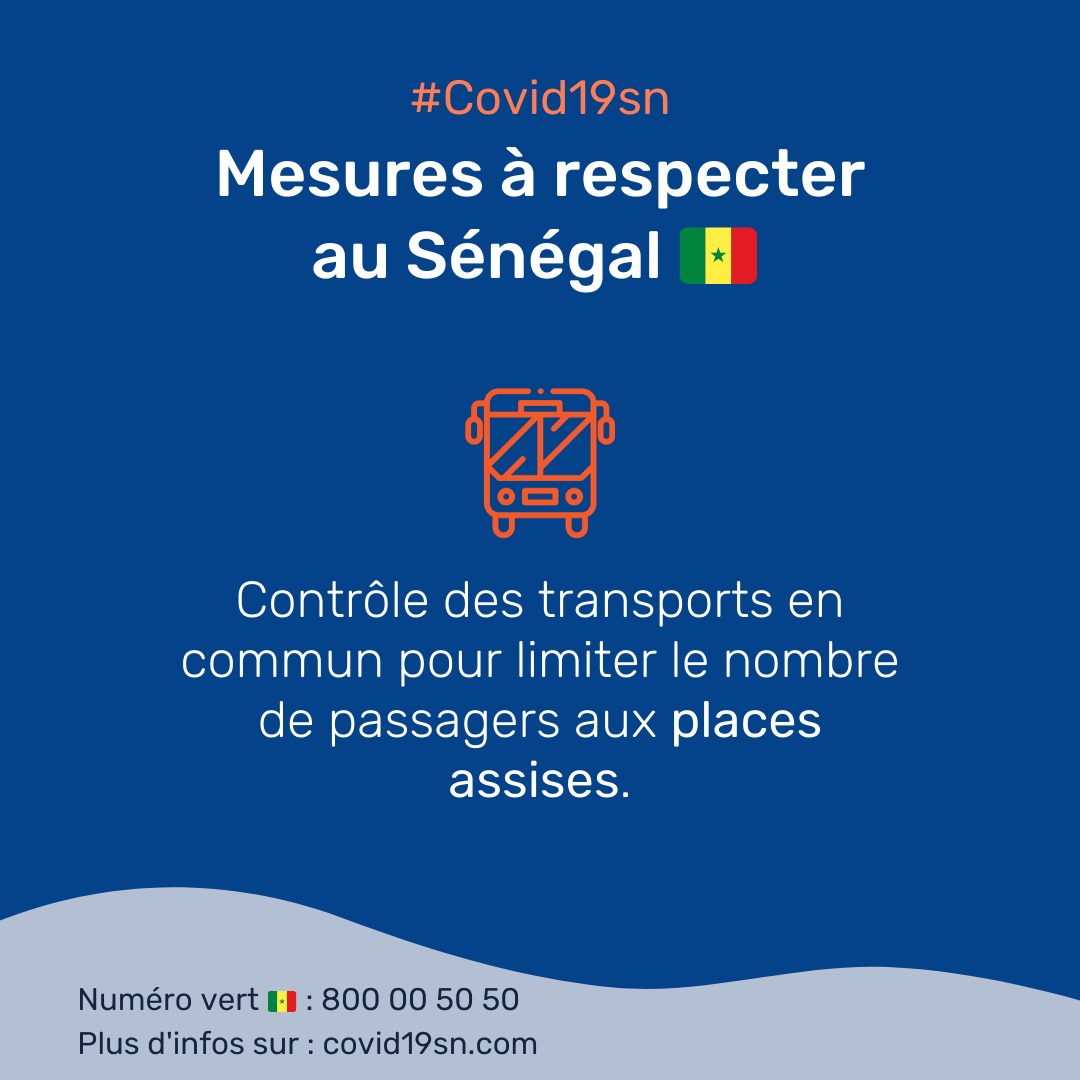 #Covid19sn
Mesures à respecter
au Sénégal 🇸🇳
Contrôle des transports en
commun pour limiter le nombre
de passagers aux places
assises.
Numéro vert 🇸🇳 : 800 00 50 50
Plus d'infos sur : covid19sn.com